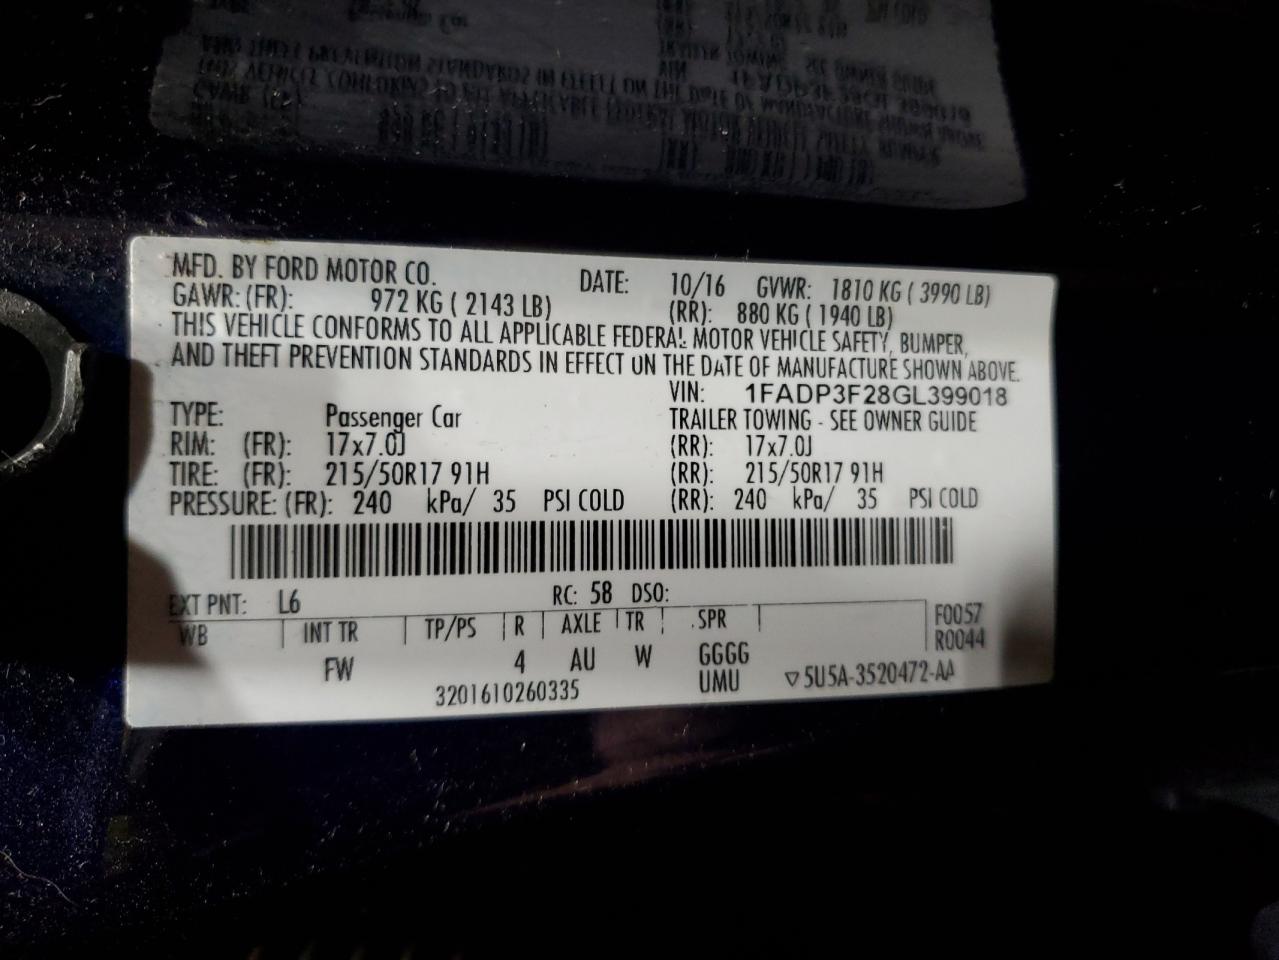 MFD. BY FORD MOTOR CO. DATE: 10/16 GVWR: 1810 KG ( 3990 LB)
GAWR: (FR): 972 KG ( 2143 LB) (RR): 880 KG ( 1940 LB)
THIS VEHICLE CONFORMS TO ALL APPLICABLE FEDERAL MOTOR VEHICLE SAFETY, BUMPER,
AND THEFT PREVENTION STANDARDS IN EFFECT ON THE DATE OF MANUFACTURE SHOWN ABOVE.
VIN: 1FADP3F28GL399018
TYPE: Passenger Car TRAILER TOWING - SEE OWNER GUIDE
RIM: (FR): 17x7.0J (RR): 17x7.0J
TIRE: (FR): 215/50R17 91H (RR): 215/50R17 91H
PRESSURE: (FR): 240 kPa/ 35 PSI COLD (RR): 240 kPa/ 35 PSI COLD
EXT PNT: L6 RC: 58 DSO:
WB INT TR TP/PS R AXLE TR SPR F0057
R0044
FW 4 AU W GGGG
UMU ▽5U5A-3520472-AA
3201610260335